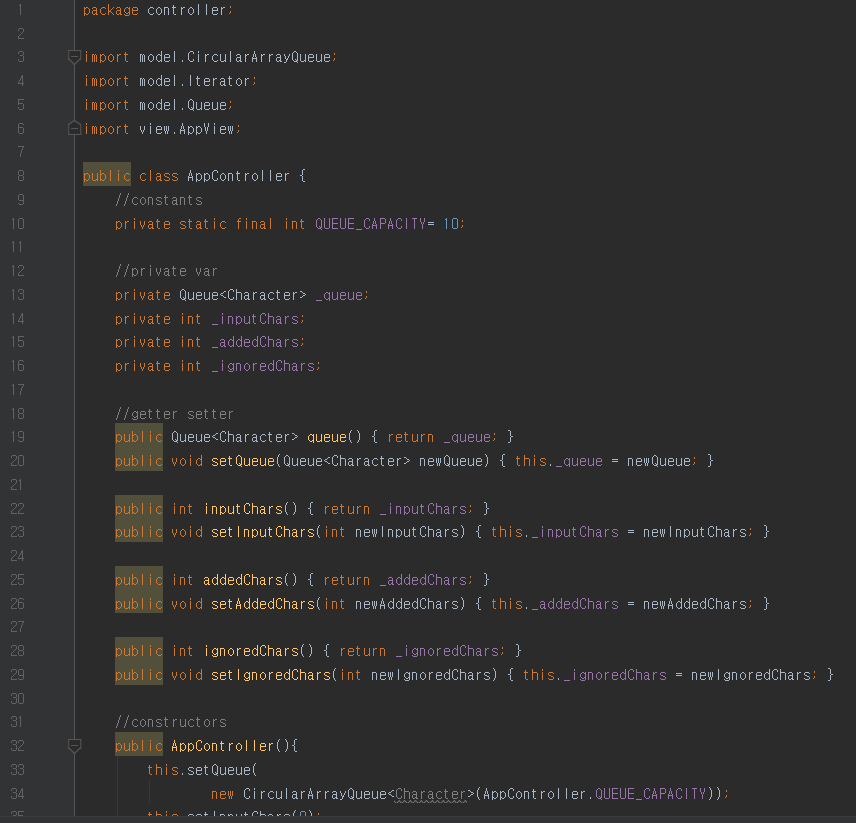 1 package controller;
2
3 import model.CircularArrayQueue;
4 import model.Iterator;
5 import model.Queue;
6 import view.AppView;
7
8 public class AppController {
9 //constants
10 private static final int QUEUE_CAPACITY= 10;
11
12 //private var
13 private Queue<Character> _queue;
14 private int _inputChars;
15 private int _addedChars;
16 private int _ignoredChars;
17
18 //getter setter
19 public Queue<Character> queue() { return _queue; }
20 public void setQueue(Queue<Character> newQueue) { this._queue = newQueue; }
21
22 public int inputChars() { return _inputChars; }
23 public void setInputChars(int newInputChars) { this._inputChars = newInputChars; }
24
25 public int addedChars() { return _addedChars; }
26 public void setAddedChars(int newAddedChars) { this._addedChars = newAddedChars; }
27
28 public int ignoredChars() { return _ignoredChars; }
29 public void setIgnoredChars(int newIgnoredChars) { this._ignoredChars = newIgnoredChars; }
30
31 //constructors
32 public AppController(){
33 this.setQueue(
34 new CircularArrayQueue<Character>(AppController.QUEUE_CAPACITY));
35 this.setInputChars(0);